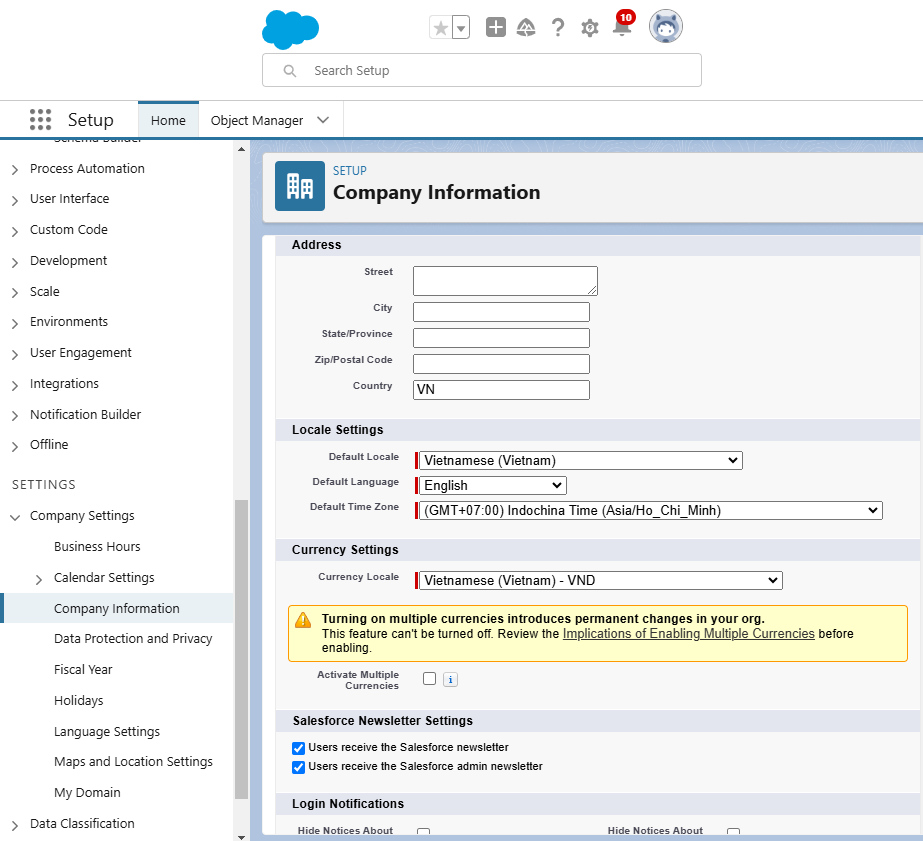 10
Search Setup
Setup
Home
Object Manager
Schema Builder
Process Automation
User Interface
Custom Code
Development
Scale
Environments
User Engagement
Integrations
Notification Builder
Offline
SETTINGS
Company Settings
Business Hours
Calendar Settings
Company Information
Data Protection and Privacy
Fiscal Year
Holidays
Language Settings
Maps and Location Settings
My Domain
Data Classification
SETUP
Company Information
Address
Street
City
State/Province
Zip/Postal Code
Country VN
Locale Settings
Default Locale Vietnamese (Vietnam)
Default Language English
Default Time Zone (GMT+07:00) Indochina Time (Asia/Ho_Chi_Minh)
Currency Settings
Currency Locale Vietnamese (Vietnam) - VND
Turning on multiple currencies introduces permanent changes in your org.
This feature can't be turned off. Review the Implications of Enabling Multiple Currencies before
enabling.
Activate Multiple
Currencies
Salesforce Newsletter Settings
Users receive the Salesforce newsletter
Users receive the Salesforce admin newsletter
Login Notifications
Hide Notices About Hide Notices About